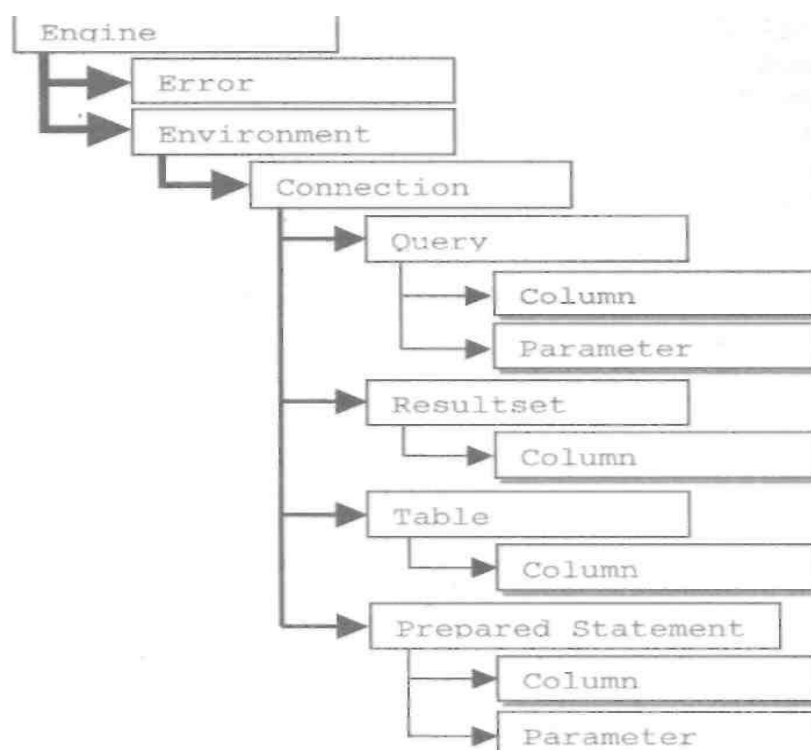 Engine
Error
Environment
Connection
Query
Column
Parameter
Resultset
Column
Table
Column
Prepared Statement
Column
Parameter